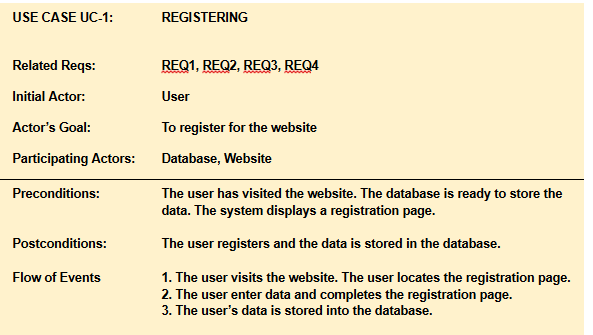 USE CASE UC-1: REGISTERING
Related Reqs: REQ1, REQ2, REQ3, REQ4
Initial Actor: User
Actor's Goal: To register for the website
Participating Actors: Database, Website
Preconditions: The user has visited the website. The database is ready to store the
data. The system displays a registration page.
Postconditions: The user registers and the data is stored in the database.
Flow of Events 1. The user visits the website. The user locates the registration page.
2. The user enter data and completes the registration page.
3. The user's data is stored into the database.